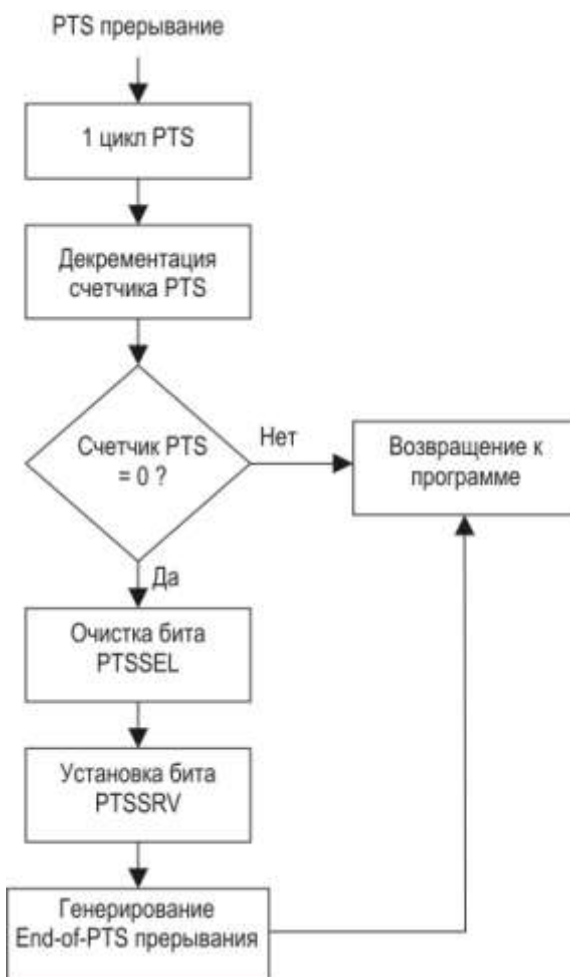 PTS прерывание
1 цикл PTS
Декрементация
счетчика PTS
Счетчик PTS
= 0 ?
Нет
Возвращение к
программе
Да
Очистка бита
PTSSEL
Установка бита
PTSSRV
Генерирование
End-of-PTS прерывания